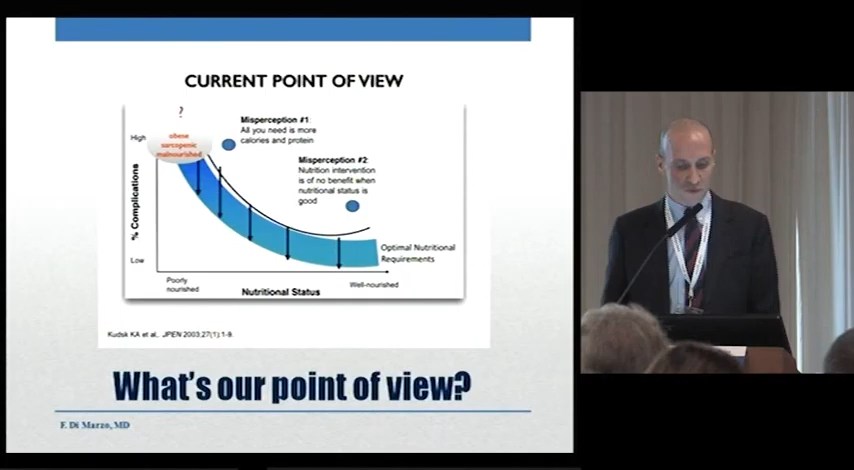 CURRENT POINT OF VIEW
?
High
obese
sarcopenic
malnourished
Misperception #1:
All you need is more
calories and protein
Misperception #2:
Nutrition intervention
is of no benefit when
nutritional status is
good
% Complications
Optimal Nutritional
Requirements
Low
Poorly
nourished
Nutritional Status
Well-nourished
Kudsk KA et al, JPEN 2003;27(1):1-9.
What's our point of view?
F. Di Marzo, MD